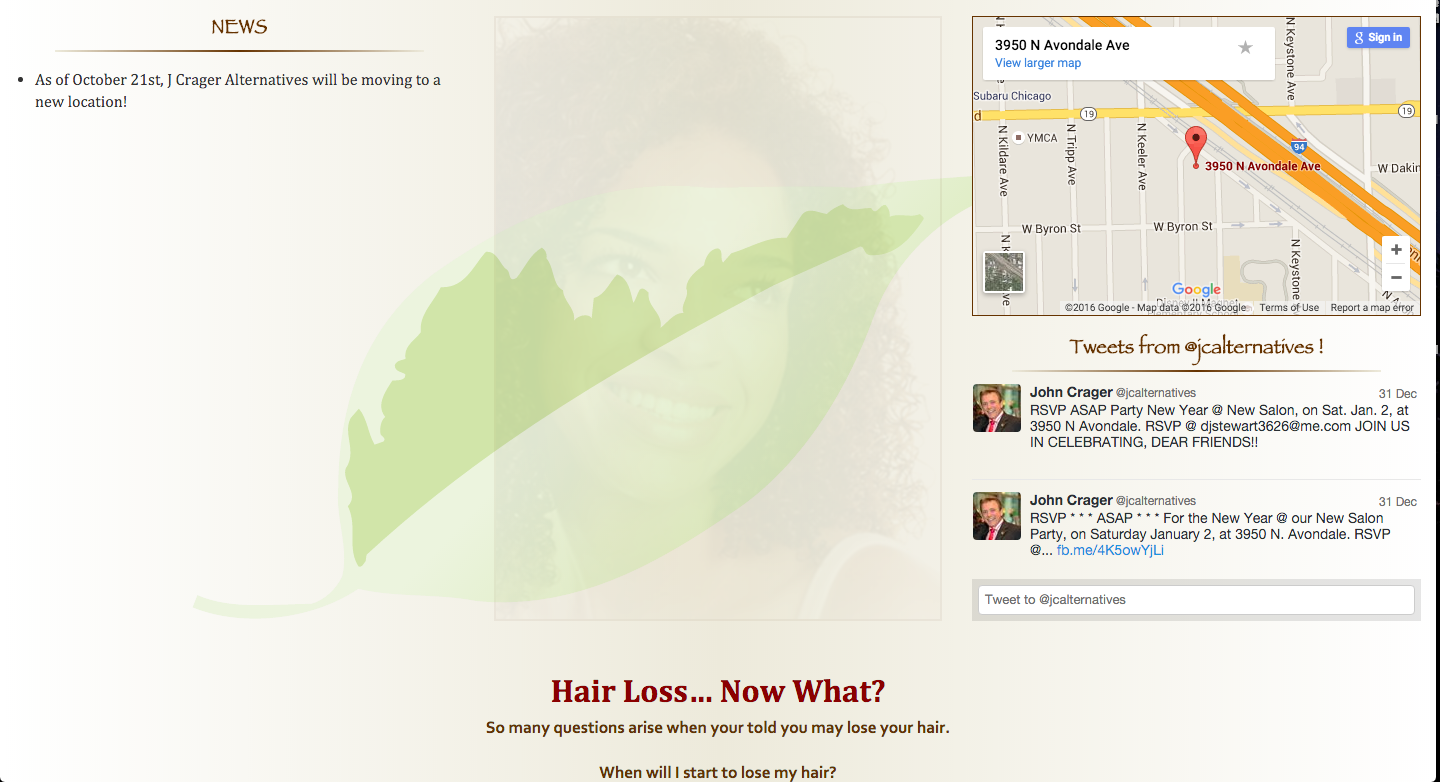 NEWS
As of October 21st, J Crager Alternatives will be moving to a
new location!
3950 N Avondale Ave
View larger map
Sign in
Subaru Chicago
19
19
d
YMCA
N Kildare Ave
N Tripp Ave
N Keeler Ave
N Keystone Ave
94
3950 N Avondale Ave
W Dakin
W Byron St
W Byron St
N Keystone
Google
©2016 Google - Map data ©2016 Google Terms of Use Report a map error
Tweets from @jcalternatives !
John Crager @jcalternatives 31 Dec
RSVP ASAP Party New Year @ New Salon, on Sat. Jan. 2, at
3950 N Avondale. RSVP @ djstewart3626@me.com JOIN US
IN CELEBRATING, DEAR FRIENDS!!
John Crager @jcalternatives 31 Dec
RSVP * * * ASAP * * * For the New Year @ our New Salon
Party, on Saturday January 2, at 3950 N. Avondale. RSVP
@... fb.me/4K5owYjLi
Tweet to @jcalternatives
Hair Loss... Now What?
So many questions arise when your told you may lose your hair.
When will I start to lose my hair?